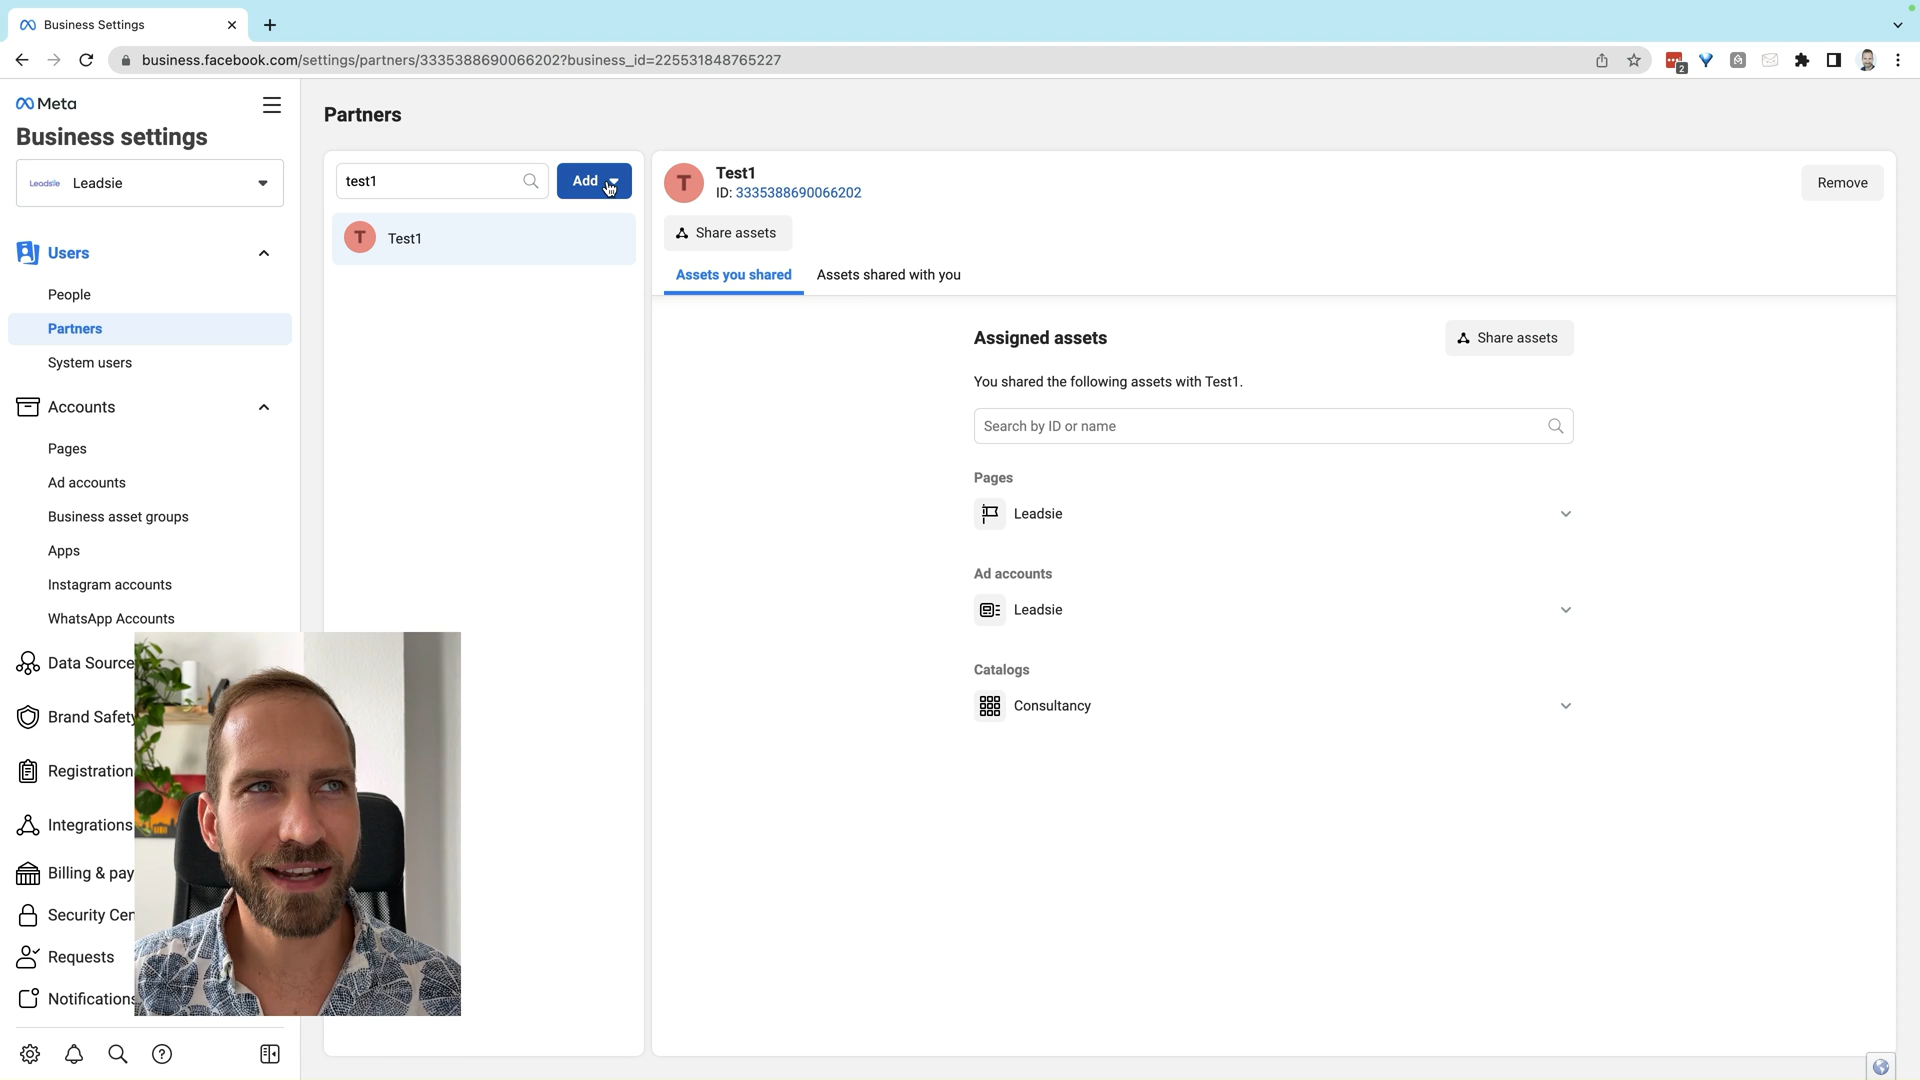 Business Settings
business.facebook.com/settings/partners/3335388690066202?business_id=225531848765227
2
Meta
Business settings
Leadsie Leadsie
Users
People
Partners
System users
Accounts
Pages
Ad accounts
Business asset groups
Apps
Instagram accounts
WhatsApp Accounts
Data Source
Brand Safety
Registration
Integrations
Billing & pay
Security Cen
Requests
Notifications
Partners
test1
Add
T
Test1
T
Test1
ID: 3335388690066202
Remove
Share assets
Assets you shared
Assets shared with you
Assigned assets
Share assets
You shared the following assets with Test1.
Search by ID or name
Pages
Leadsie
Ad accounts
Leadsie
Catalogs
Consultancy